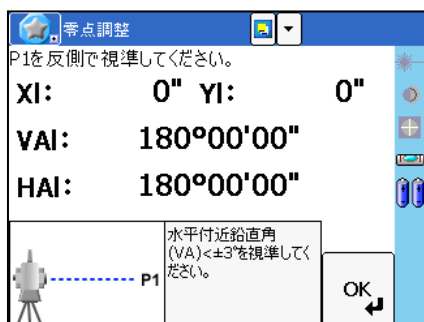 零点調整
P1を反側で視準してください。
XI: 0" YI: 0"
VAI: 180°00'00"
HAI: 180°00'00"
水平付近鉛直角
(VA)<±3°を視準してく
ださい。
P1
OK